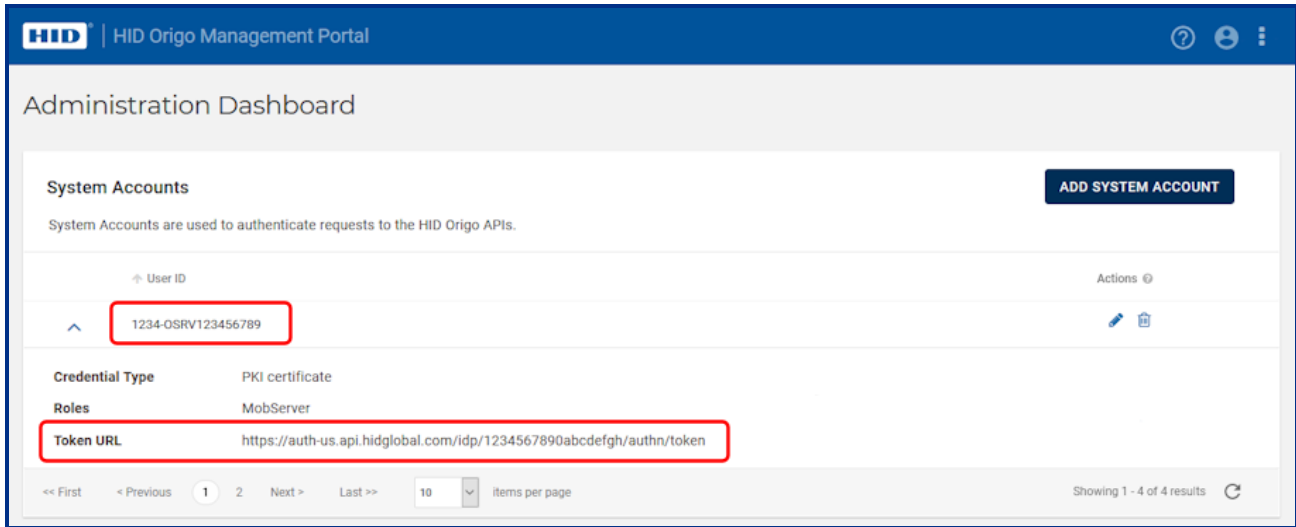 HID | HID Origo Management Portal
Administration Dashboard
System Accounts
ADD SYSTEM ACCOUNT
System Accounts are used to authenticate requests to the HID Origo APIs.
User ID
Actions
1234-OSRV123456789
Credential Type PKI certificate
Roles MobServer
Token URL https://auth-us.api.hidglobal.com/idp/1234567890abcdefgh/authn/token
<< First < Previous 1 2 Next > Last >> 10 items per page Showing 1 - 4 of 4 results